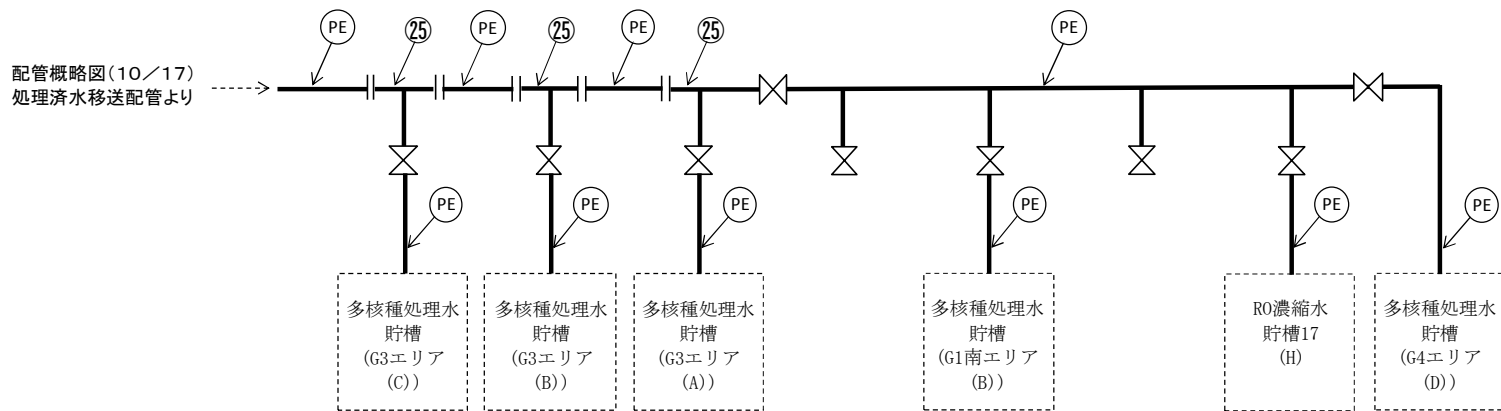 PE
㉕
PE
㉕
PE
㉕
PE
配管概略図(10/17)
処理済水移送配管より
PE
PE
PE
PE
PE
PE
多核種処理水
貯槽
(G3エリア
(C))
多核種処理水
貯槽
(G3エリア
(B))
多核種処理水
貯槽
(G3エリア
(A))
多核種処理水
貯槽
(G1南エリア
(B))
RO濃縮水
貯槽17
(H)
多核種処理水
貯槽
(G4エリア
(D))